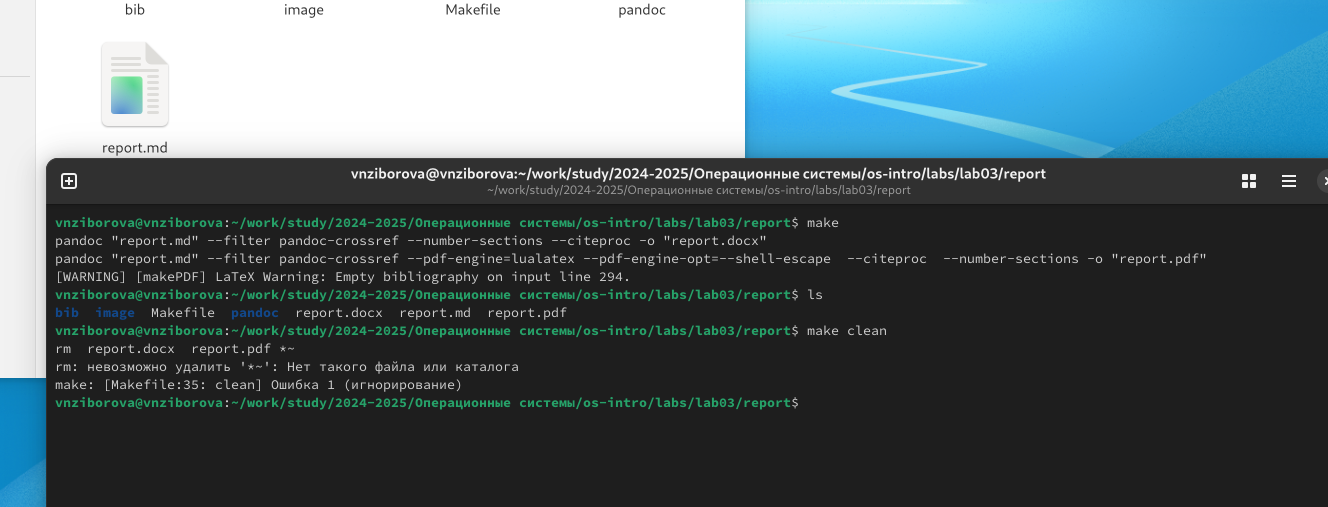 bib image Makefile pandoc
report.md
vnziborova@vnziborova:~/work/study/2024-2025/Операционные системы/os-intro/labs/lab03/report
~/work/study/2024-2025/Операционные системы/os-intro/labs/lab03/report
vnziborova@vnziborova:~/work/study/2024-2025/Операционные системы/os-intro/labs/lab03/report$ make
pandoc "report.md" --filter pandoc-crossref --number-sections --citeproc -o "report.docx"
pandoc "report.md" --filter pandoc-crossref --pdf-engine=lualatex --pdf-engine-opt=--shell-escape  --citeproc  --number-sections -o "report.pdf"
[WARNING] [makePDF] LaTeX Warning: Empty bibliography on input line 294.
vnziborova@vnziborova:~/work/study/2024-2025/Операционные системы/os-intro/labs/lab03/report$ ls
bib  image  Makefile  pandoc  report.docx  report.md  report.pdf
vnziborova@vnziborova:~/work/study/2024-2025/Операционные системы/os-intro/labs/lab03/report$ make clean
rm  report.docx  report.pdf *~
rm: невозможно удалить '*~': Нет такого файла или каталога
make: [Makefile:35: clean] Ошибка 1 (игнорирование)
vnziborova@vnziborova:~/work/study/2024-2025/Операционные системы/os-intro/labs/lab03/report$